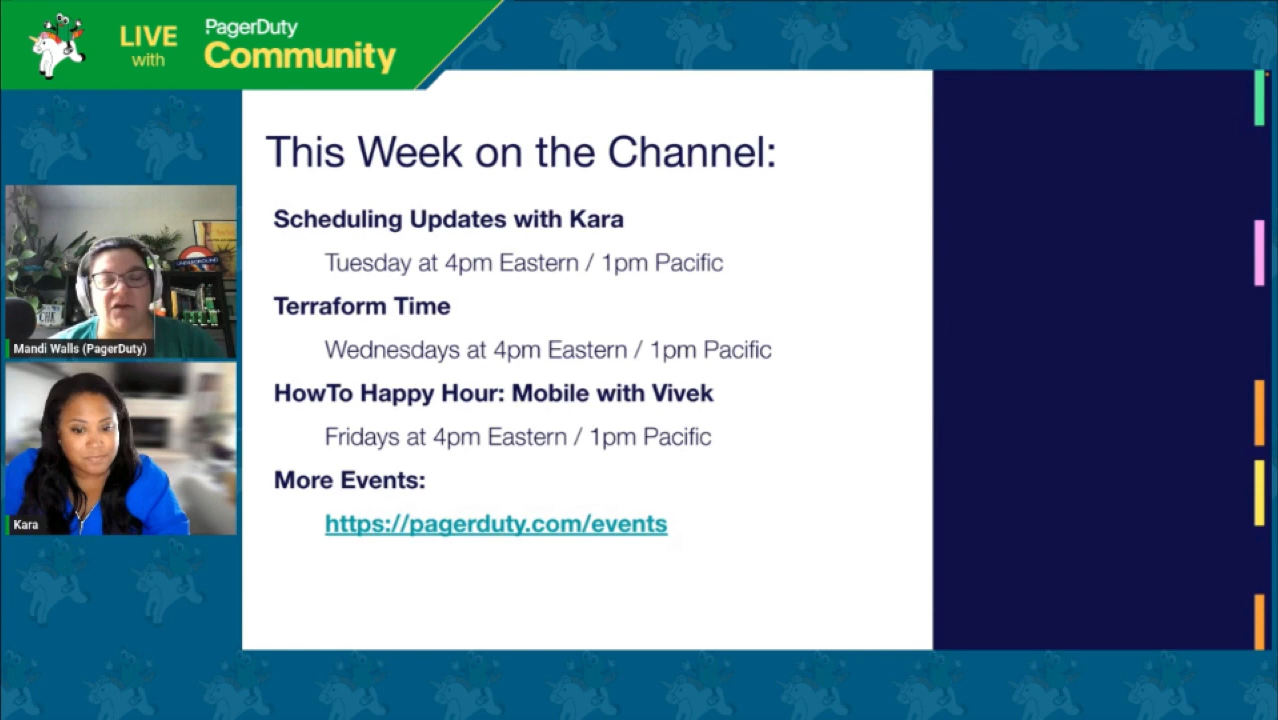 LIVE
with
PagerDuty
Community
This Week on the Channel:
Scheduling Updates with Kara
Tuesday at 4pm Eastern / 1pm Pacific
Terraform Time
Wednesdays at 4pm Eastern / 1pm Pacific
HowTo Happy Hour: Mobile with Vivek
Fridays at 4pm Eastern / 1pm Pacific
More Events:
https://pagerduty.com/events
UNDERGROUND
Mandi Walls (PagerDuty)
Kara